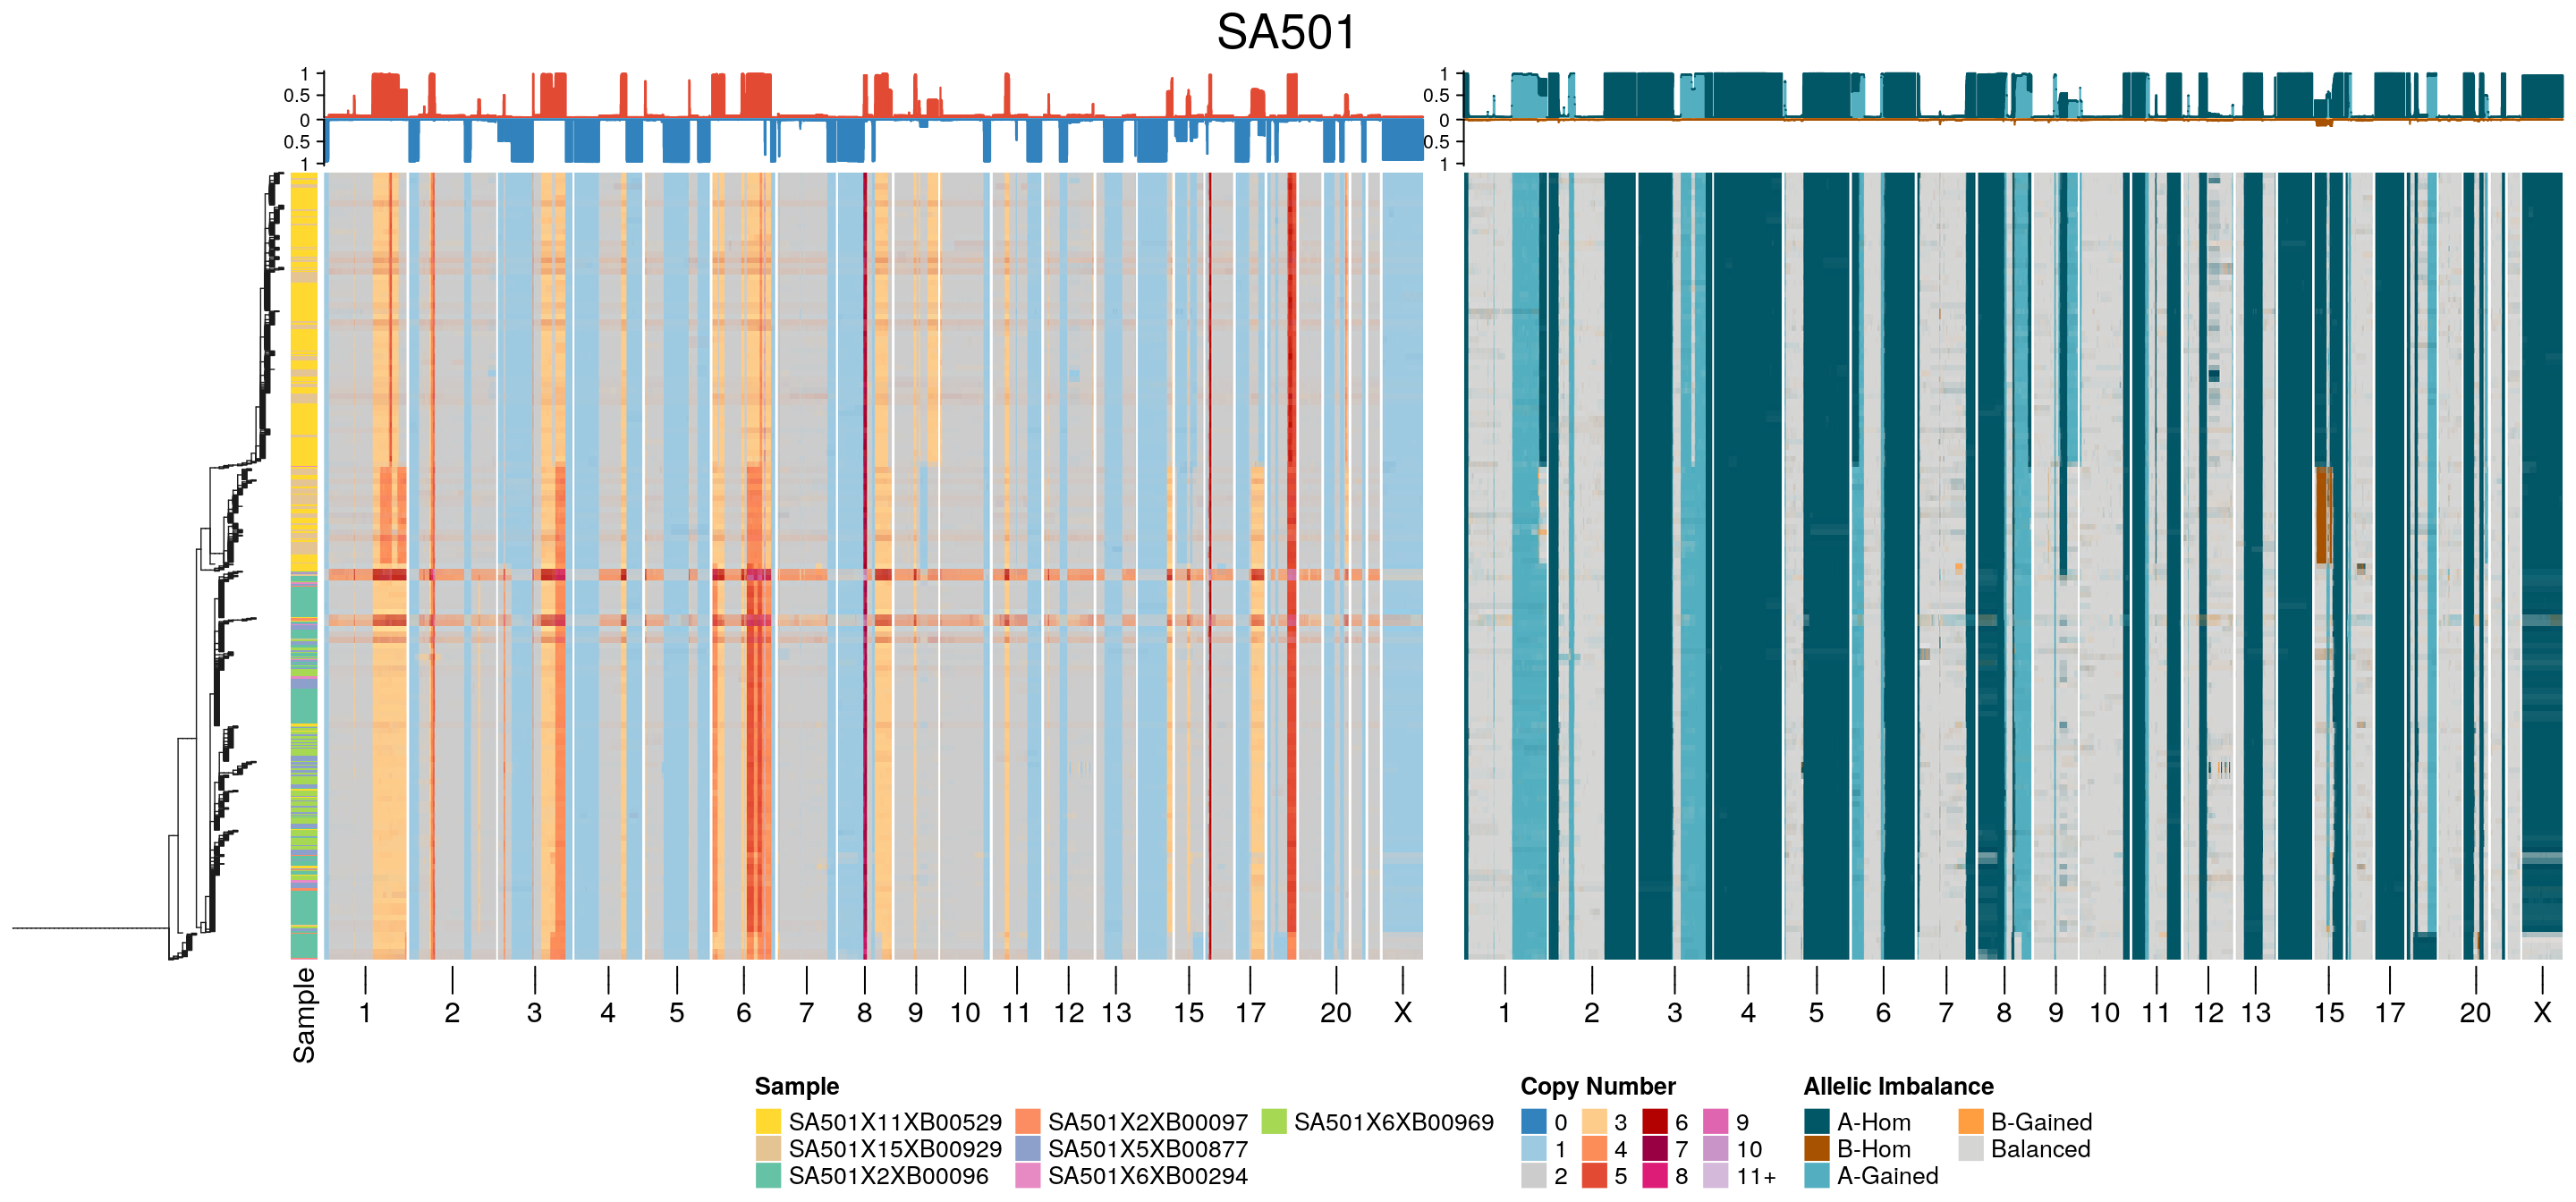 SA501
1
0.5
0
0.5
1
1
0.5
0
0.5
1
Sample
1 2 3 4 5 6 7 8 9 10 11 12 13 15 17 20 X
1 2 3 4 5 6 7 8 9 10 11 12 13 15 17 20 X
Sample
SA501X11XB00529
SA501X15XB00929
SA501X2XB00096
SA501X2XB00097
SA501X5XB00877
SA501X6XB00294
SA501X6XB00969
Copy Number
0
1
2
3
4
5
6
7
8
9
10
11+
Allelic Imbalance
A-Hom
B-Hom
A-Gained
B-Gained
Balanced